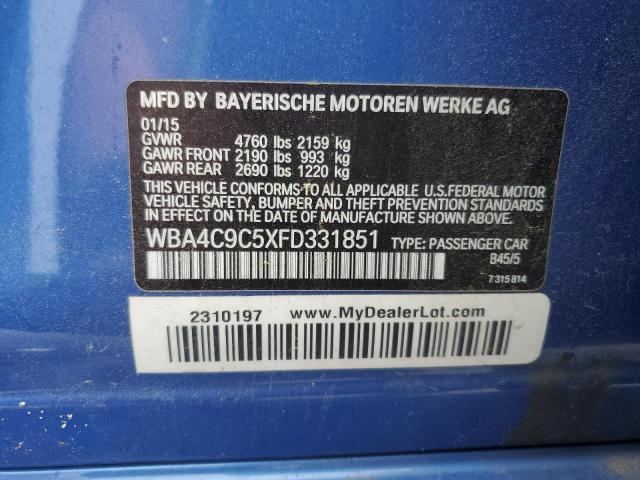 MFD BY BAYERISCHE MOTOREN WERKE AG
01/15
GVWR 4760 lbs 2159 kg
GAWR FRONT 2190 lbs 993 kg
GAWR REAR 2690 lbs 1220 kg
THIS VEHICLE CONFORMS TO ALL APPLICABLE U.S.FEDERAL MOTOR
VEHICLE SAFETY, BUMPER AND THEFT PREVENTION STANDARDS
IN EFFECT ON THE DATE OF MANUFACTURE SHOWN ABOVE.
WBA4C9C5XFD331851 TYPE: PASSENGER CAR
B45/5
7315814
2310197 www.MyDealerLot.com